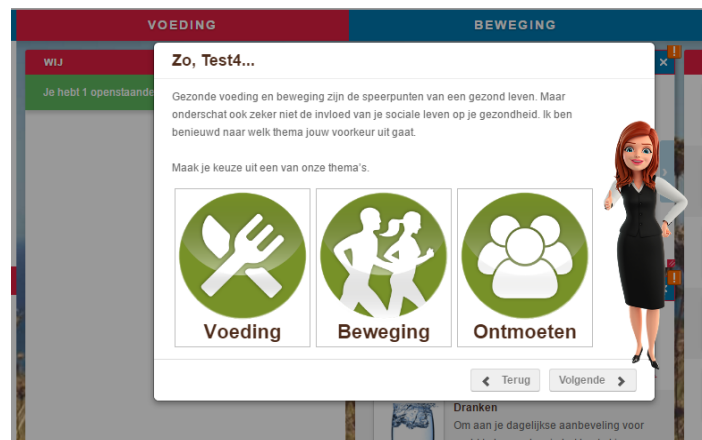 VOEDING
BEWEGING
WIJ
Zo, Test4...
Je hebt 1 openstaande
Gezonde voeding en beweging zijn de speerpunten van een gezond leven. Maar
onderschat ook zeker niet de invloed van je sociale leven op je gezondheid. Ik ben
benieuwd naar welk thema jouw voorkeur uit gaat.
Maak je keuze uit een van onze thema's.
Voeding
Beweging
Ontmoeten
Terug
Volgende
Dranken
Om aan je dagelijkse aanbeveling voor